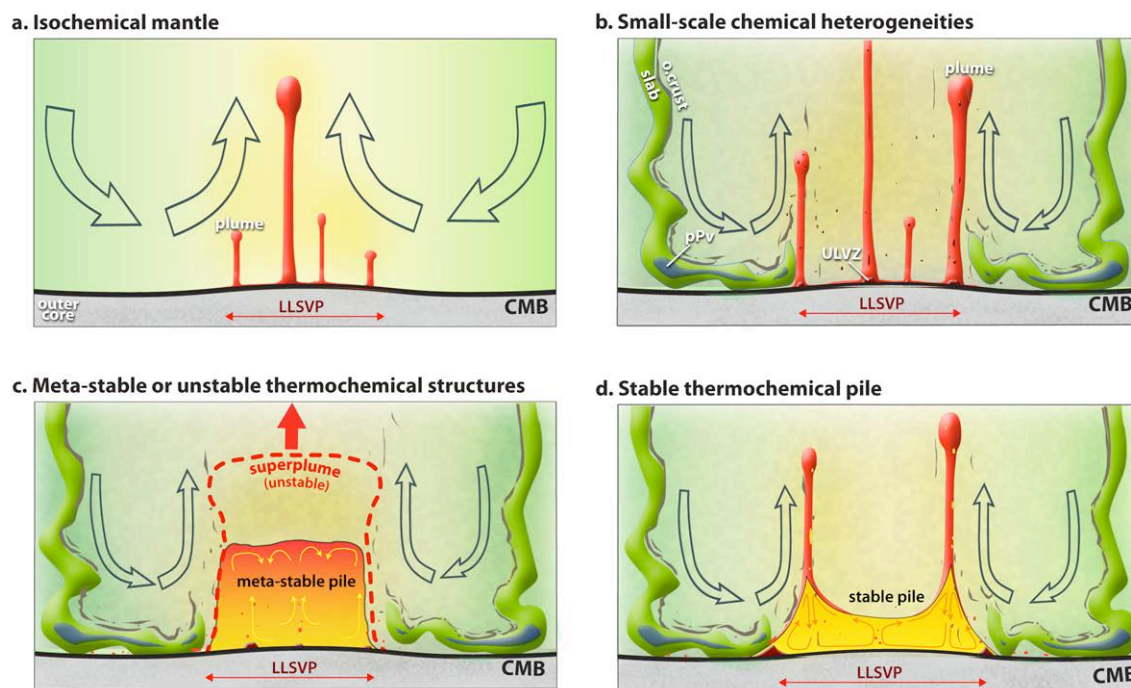 a. Isochemical mantle
plume
outer
core
LLSVP
CMB
b. Small-scale chemical heterogeneities
slab
o.crust
plume
pPv
ULVZ
LLSVP
CMB
c. Meta-stable or unstable thermochemical structures
superplume
(unstable)
meta-stable pile
LLSVP
CMB
d. Stable thermochemical pile
stable pile
LLSVP
CMB